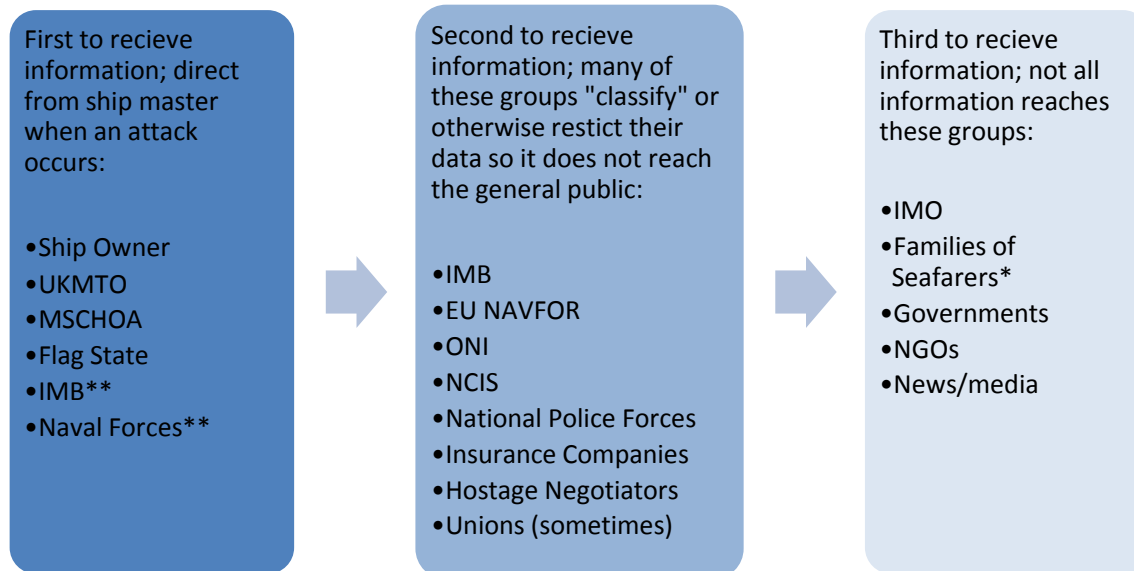 First to recieve
information; direct
from ship master
when an attack
occurs:
•Ship Owner
•UKMTO
•MSCHOA
•Flag State
•IMB**
•Naval Forces**
Second to recieve
information; many of
these groups "classify" or
otherwise restict their
data so it does not reach
the general public:
•IMB
•EU NAVFOR
•ONI
•NCIS
•National Police Forces
•Insurance Companies
•Hostage Negotiators
•Unions (sometimes)
Third to recieve
information; not all
information reaches
these groups:
•IMO
•Families of
Seafarers*
•Governments
•NGOs
•News/media